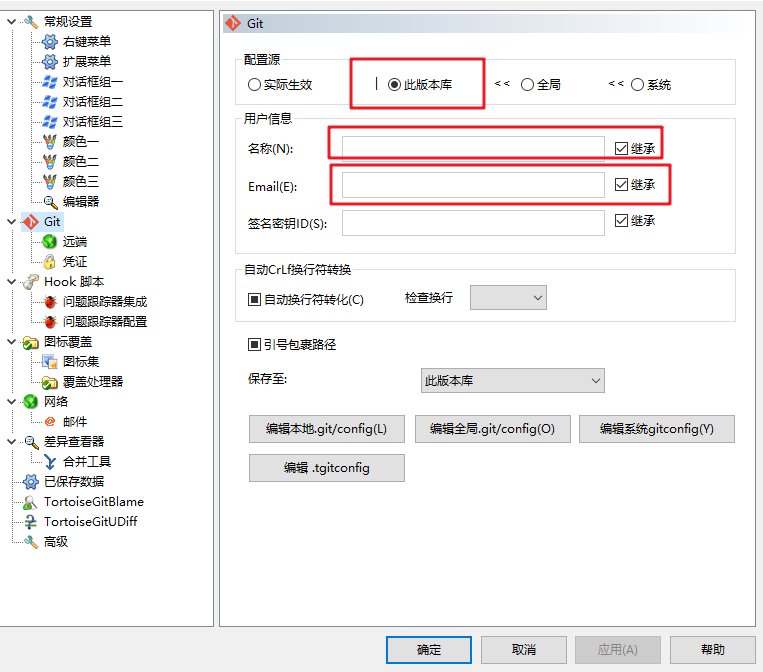 常规设置
右键菜单
扩展菜单
对话框组一
对话框组二
对话框组三
颜色一
颜色二
颜色三
编辑器
Git
远端
凭证
Hook 脚本
问题跟踪器集成
问题跟踪器配置
图标覆盖
图标集
覆盖处理器
网络
邮件
差异查看器
合并工具
已保存数据
TortoiseGitBlame
TortoiseGitUDiff
高级
Git
配置源
实际生效 | 此版本库 << 全局 << 系统
用户信息
名称(N): 继承
Email(E): 继承
签名密钥ID(S): 继承
自动CrLf换行符转换
自动换行符转化(C) 检查换行
引号包裹路径
保存至: 此版本库
编辑本地.git/config(L) 编辑全局.git/config(O) 编辑系统gitconfig(Y)
编辑 .tgitconfig
确定 取消 应用(A) 帮助